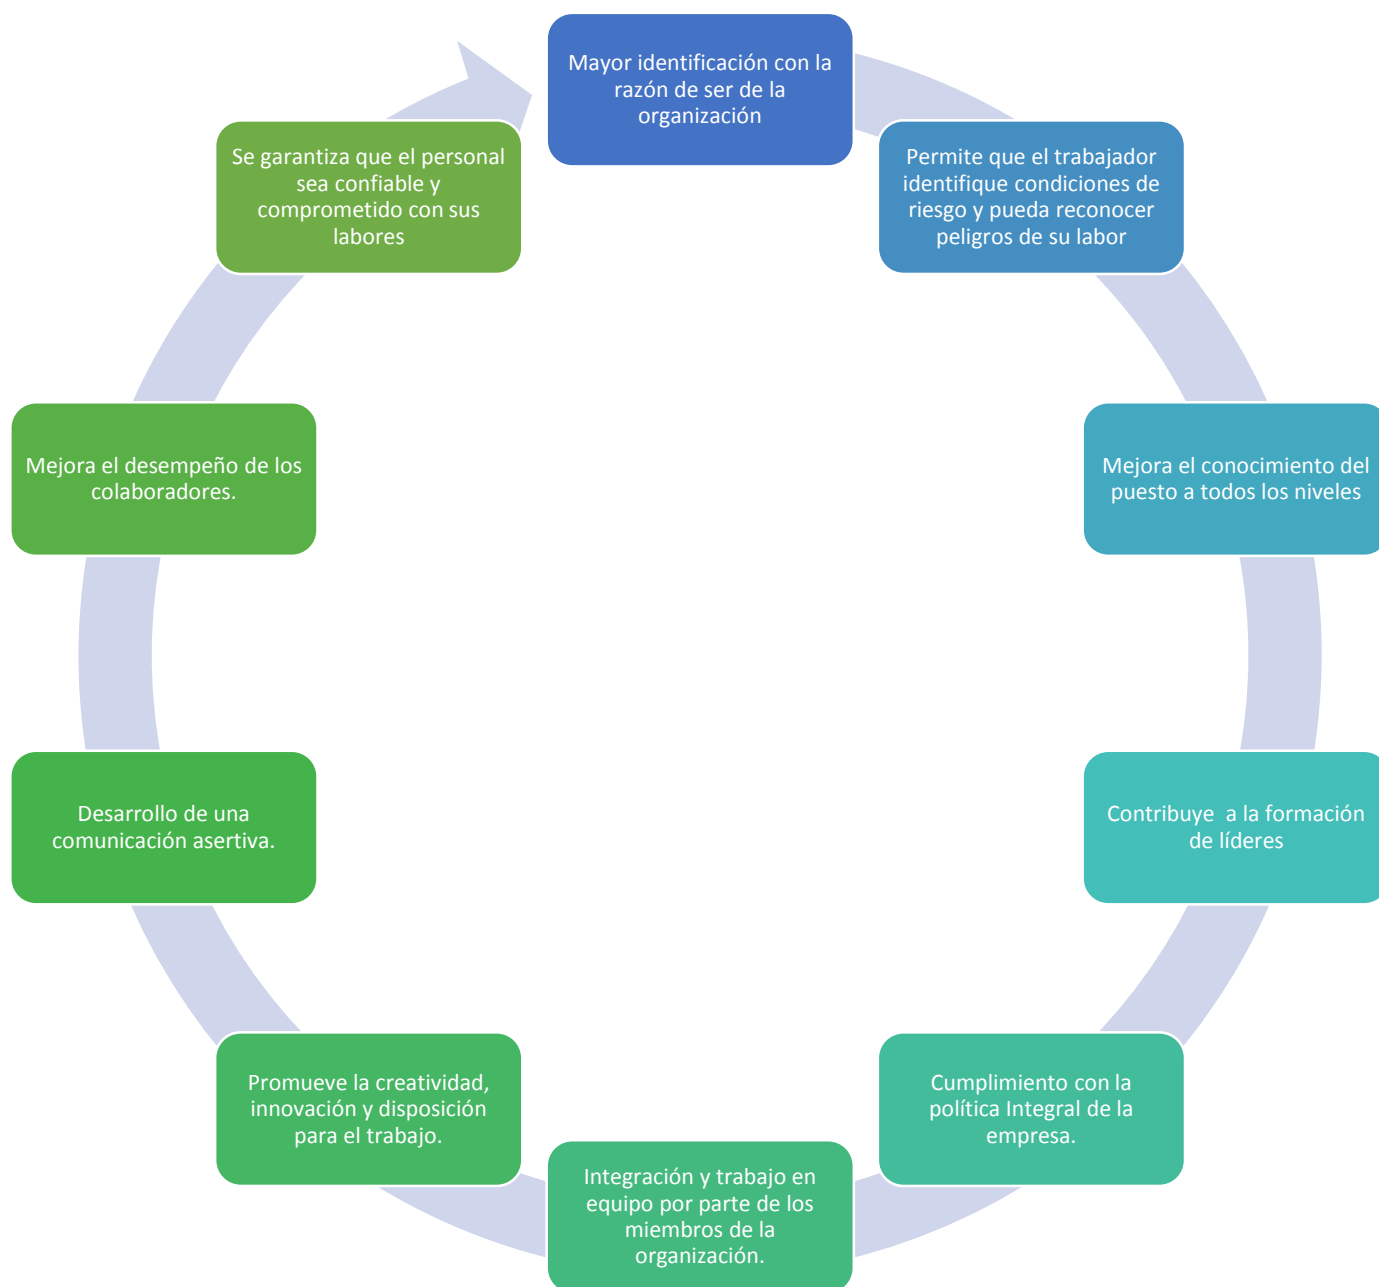 Mayor identificación con la
razón de ser de la
organización
Permite que el trabajador
identifique condiciones de
riesgo y pueda reconocer
peligros de su labor
Mejora el conocimiento del
puesto a todos los niveles
Contribuye  a la formación
de líderes
Cumplimiento con la
política Integral de la
empresa.
Integración y trabajo en
equipo por parte de los
miembros de la
organización.
Promueve la creatividad,
innovación y disposición
para el trabajo.
Desarrollo de una
comunicación asertiva.
Mejora el desempeño de los
colaboradores.
Se garantiza que el personal
sea confiable y
comprometido con sus
labores